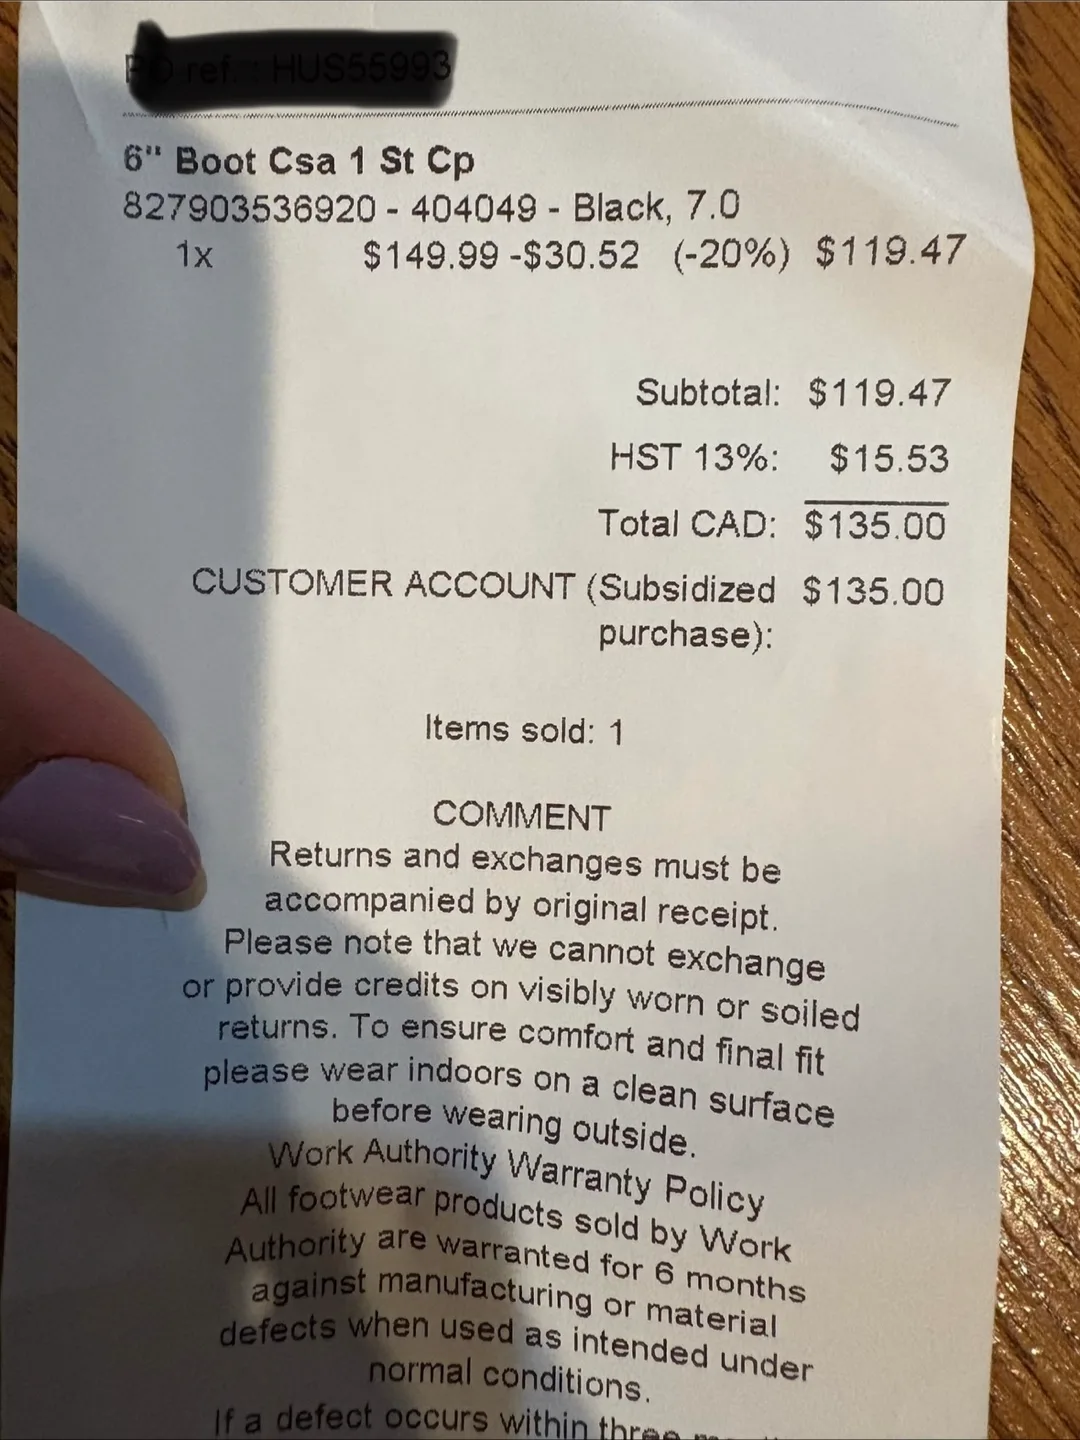 PO ref. : HUS55993
6" Boot Csa 1 St Cp
827903536920 - 404049 - Black, 7.0
1x $149.99 -$30.52 (-20%) $119.47
Subtotal: $119.47
HST 13%: $15.53
Total CAD: $135.00
CUSTOMER ACCOUNT (Subsidized $135.00
purchase):
Items sold: 1
COMMENT
Returns and exchanges must be
accompanied by original receipt.
Please note that we cannot exchange
or provide credits on visibly worn or soiled
returns. To ensure comfort and final fit
please wear indoors on a clean surface
before wearing outside.
Work Authority Warranty Policy
All footwear products sold by Work
Authority are warranted for 6 months
against manufacturing or material
defects when used as intended under
normal conditions.
If a defect occurs within three